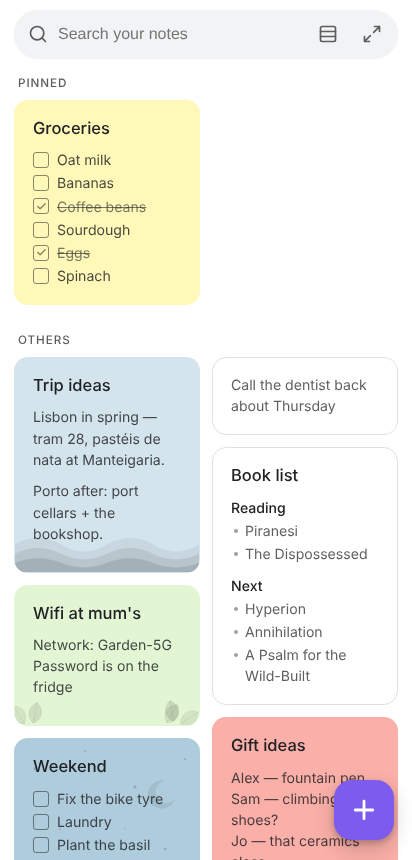 Search your notes
PINNED
Groceries
Oat milk
Bananas
Coffee beans
Sourdough
Eggs
Spinach
OTHERS
Trip ideas
Lisbon in spring —
tram 28, pastéis de
nata at Manteigaria.
Porto after: port
cellars + the
bookshop.
Wifi at mum's
Network: Garden-5G
Password is on the
fridge
Weekend
Fix the bike tyre
Laundry
Plant the basil
Call the dentist back
about Thursday
Book list
Reading
Piranesi
The Dispossessed
Next
Hyperion
Annihilation
A Psalm for the
Wild-Built
Gift ideas
Alex — fountain pen
Sam — climbing
shoes?
Jo — that ceramics